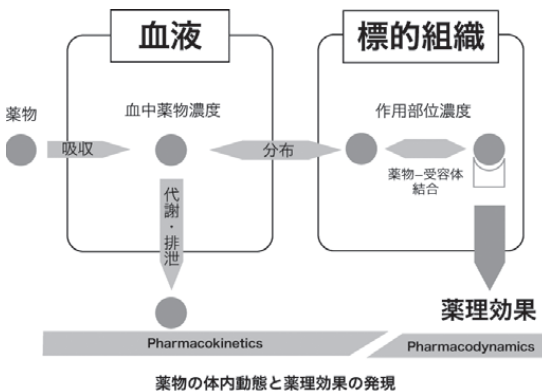 血液
標的組織
薬物
血中薬物濃度
作用部位濃度
吸収
分布
薬物–受容体
結合
代謝・排泄
薬理効果
Pharmacokinetics
Pharmacodynamics
薬物の体内動態と薬理効果の発現